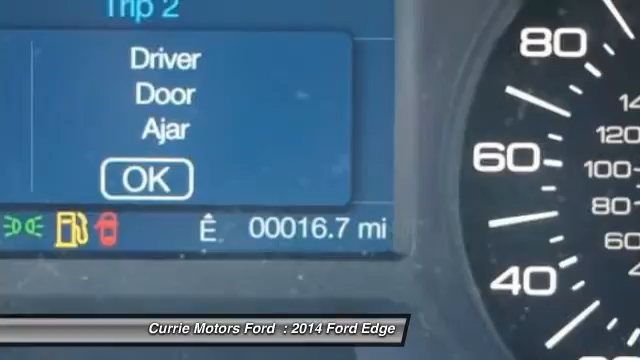 Trip 2
Driver
Door
Ajar
OK
E
00016.7 mi
80
60
40
120
100
80
60
Currie Motors Ford : 2014 Ford Edge